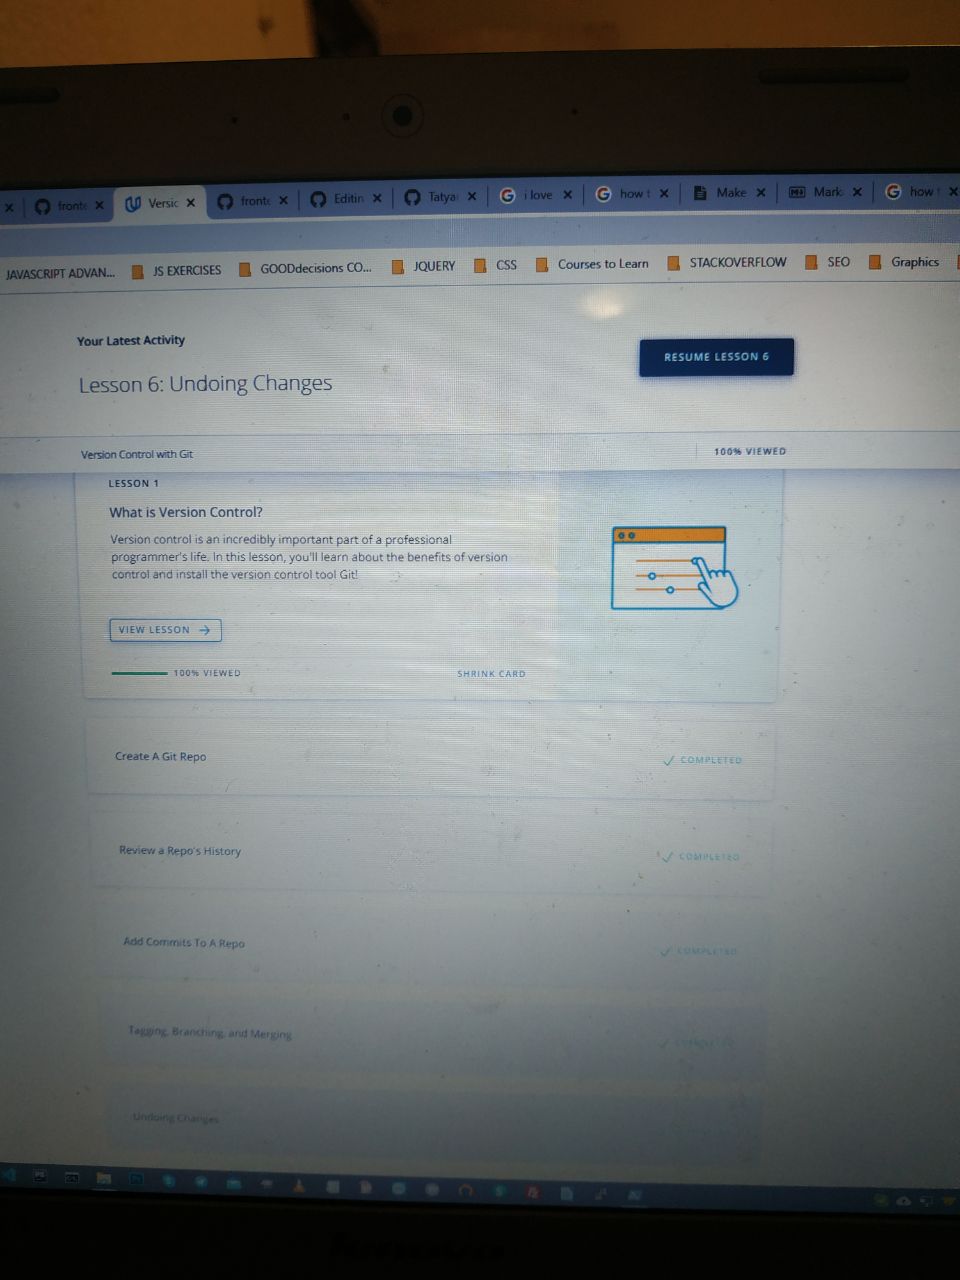 fronte
Versic
fronte
Editin
Tatya
i love
how t
Make
Mark
how t
JAVASCRIPT ADVAN...
JS EXERCISES
GOODdecisions CO...
JQUERY
CSS
Courses to Learn
STACKOVERFLOW
SEO
Graphics
Your Latest Activity
RESUME LESSON 6
Lesson 6: Undoing Changes
Version Control with Git
100% VIEWED
LESSON 1
What is Version Control?
Version control is an incredibly important part of a professional
programmer's life. In this lesson, you'll learn about the benefits of version
control and install the version control tool Git!
VIEW LESSON
100% VIEWED
SHRINK CARD
Create A Git Repo
COMPLETED
Review a Repo's History
COMPLETED
Add Commits To A Repo
COMPLETED
Tagging, Branching, and Merging
COMPLETED
Undoing Changes